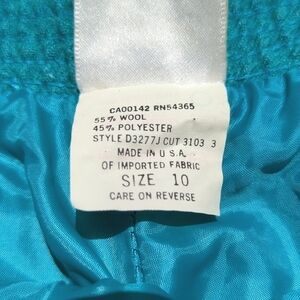 CA00142 RN54365
55% WOOL
45% POLYESTER
STYLE D3277J CUT 3103 3
MADE IN U.S.A.
OF IMPORTED FABRIC
SIZE 10
CARE ON REVERSE